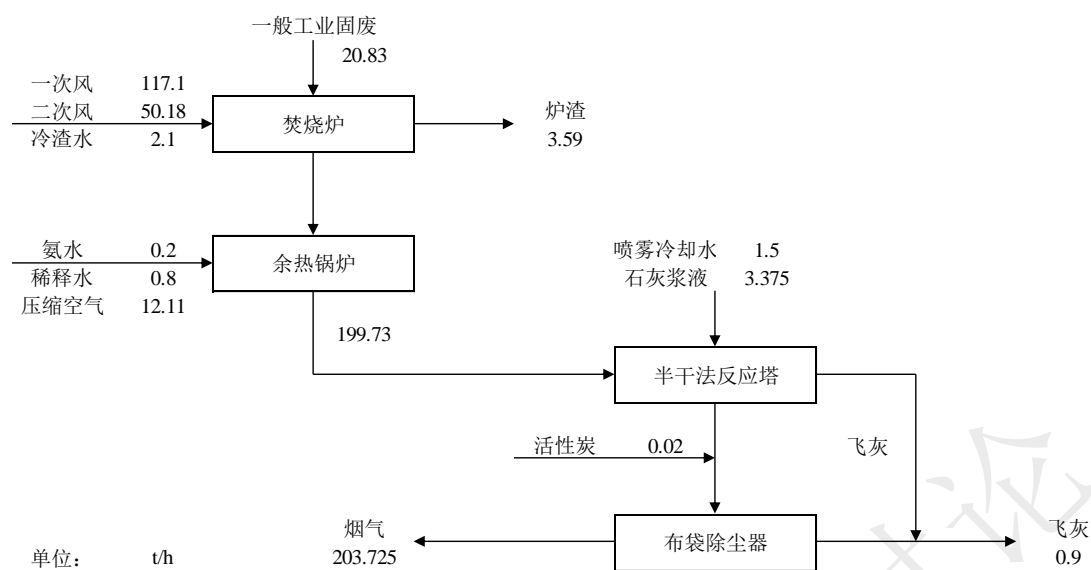 一般工业固废
20.83
一次风 117.1
二次风 50.18
冷渣水 2.1
焚烧炉
炉渣
3.59
氨水 0.2
稀释水 0.8
压缩空气 12.11
余热锅炉
199.73
喷雾冷却水 1.5
石灰浆液 3.375
半干法反应塔
活性炭 0.02
飞灰
烟气
203.725
布袋除尘器
飞灰
0.9
单位： t/h